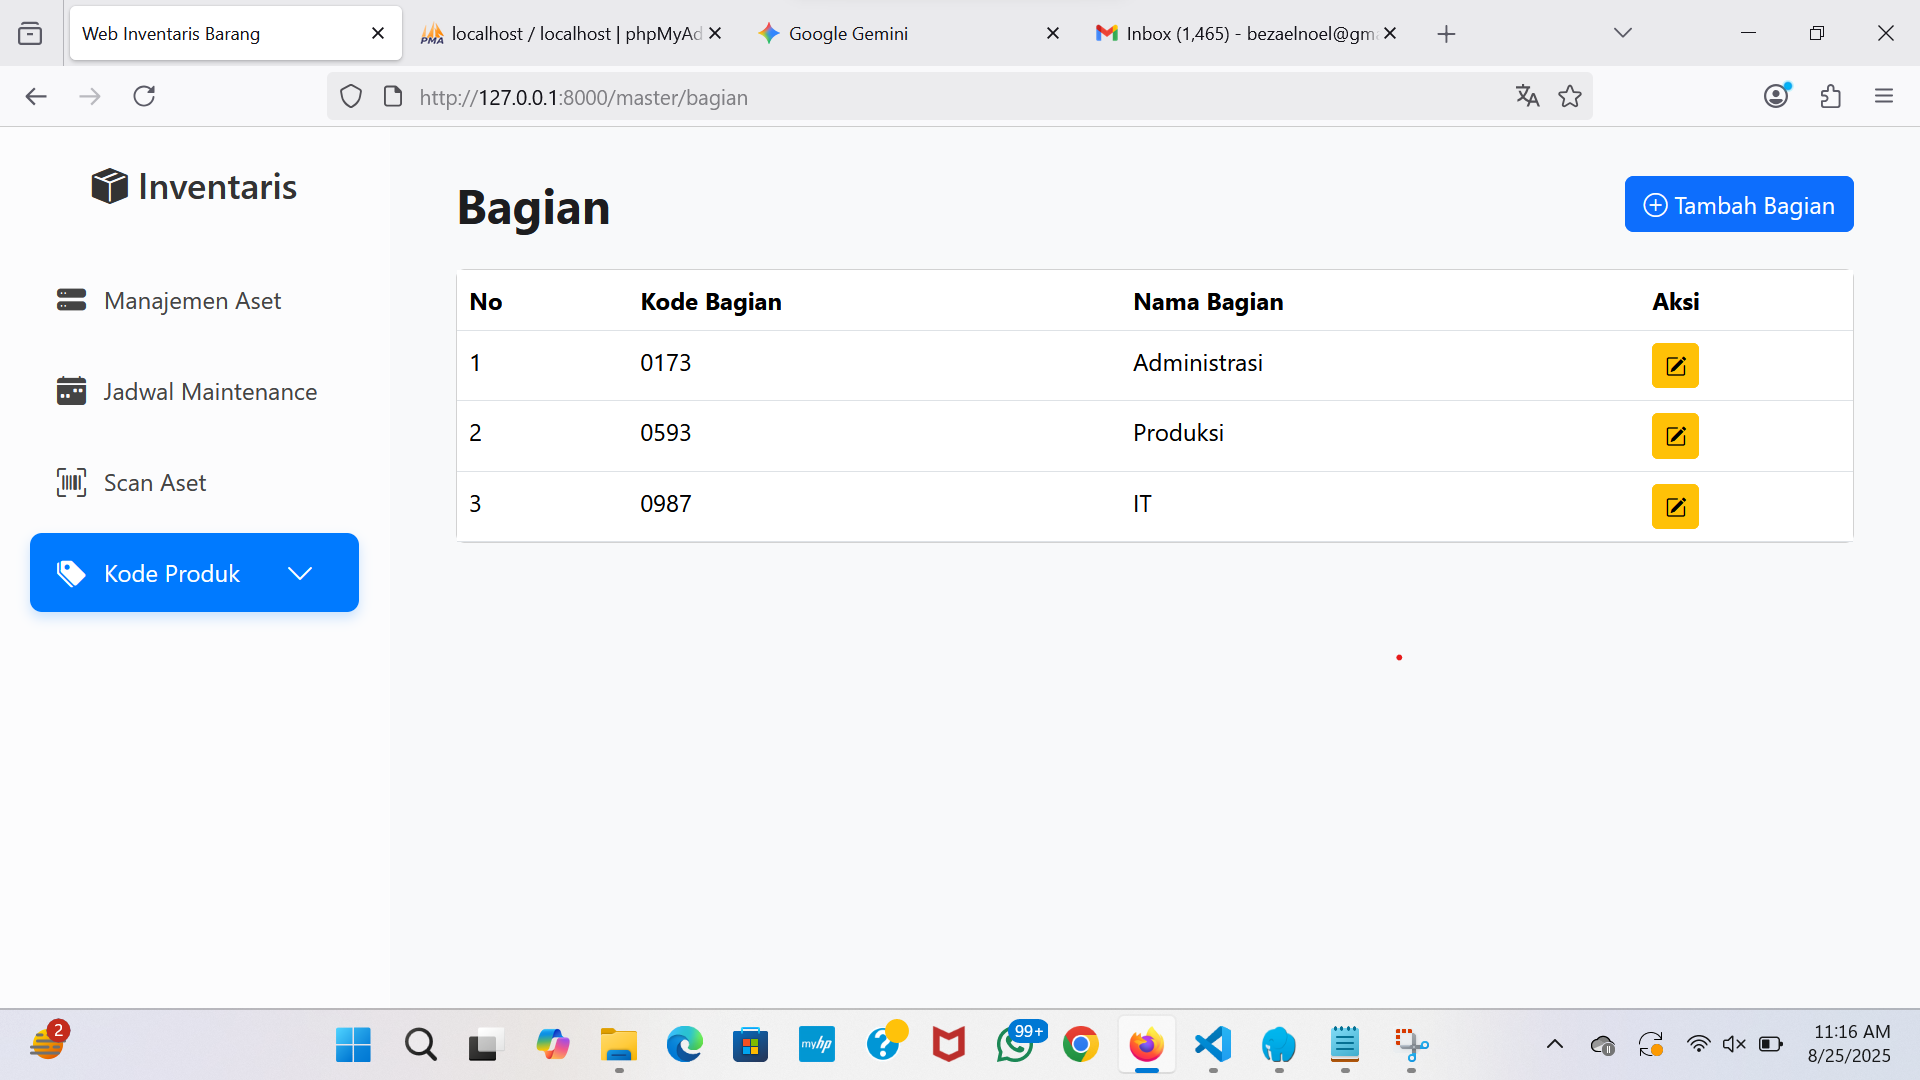 Web Inventaris Barang
localhost / localhost | phpMyAd
Google Gemini
Inbox (1,465) - bezaelnoel@gm
http://127.0.0.1:8000/master/bagian
Inventaris
Manajemen Aset
Jadwal Maintenance
Scan Aset
Kode Produk
Bagian
Tambah Bagian
No Kode Bagian Nama Bagian Aksi
1 0173 Administrasi
2 0593 Produksi
3 0987 IT
2
myhp
99+
11:16 AM
8/25/2025
PMA